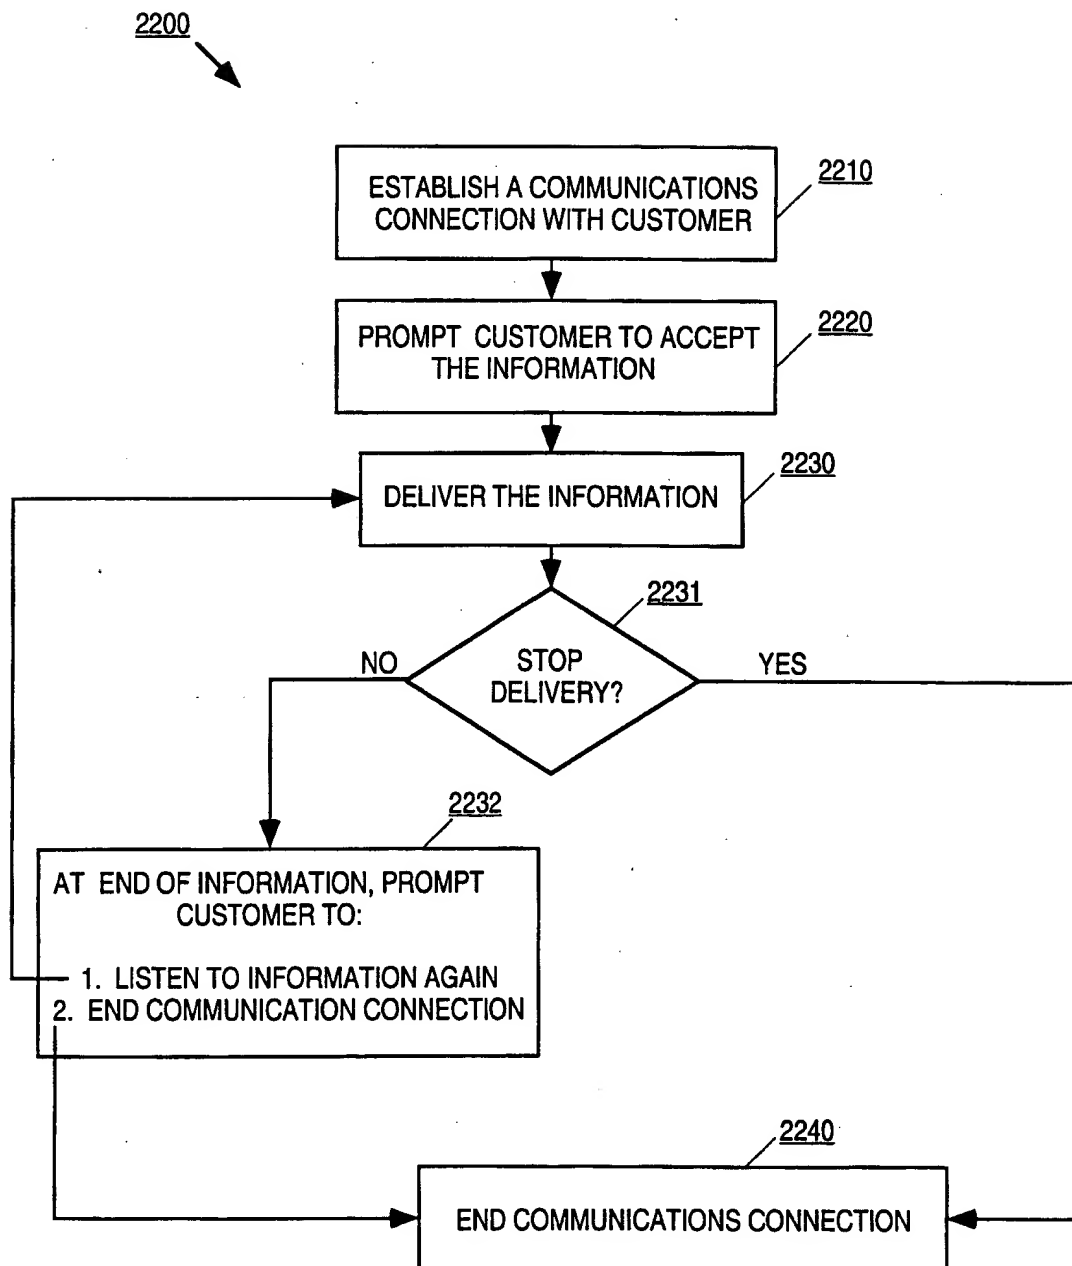 2200
ESTABLISH A COMMUNICATIONS
CONNECTION WITH CUSTOMER
2210
PROMPT CUSTOMER TO ACCEPT
THE INFORMATION
2220
DELIVER THE INFORMATION
2230
STOP
DELIVERY?
2231
NO
YES
2232
AT END OF INFORMATION, PROMPT
CUSTOMER TO:
1. LISTEN TO INFORMATION AGAIN
2. END COMMUNICATION CONNECTION
2240
END COMMUNICATIONS CONNECTION